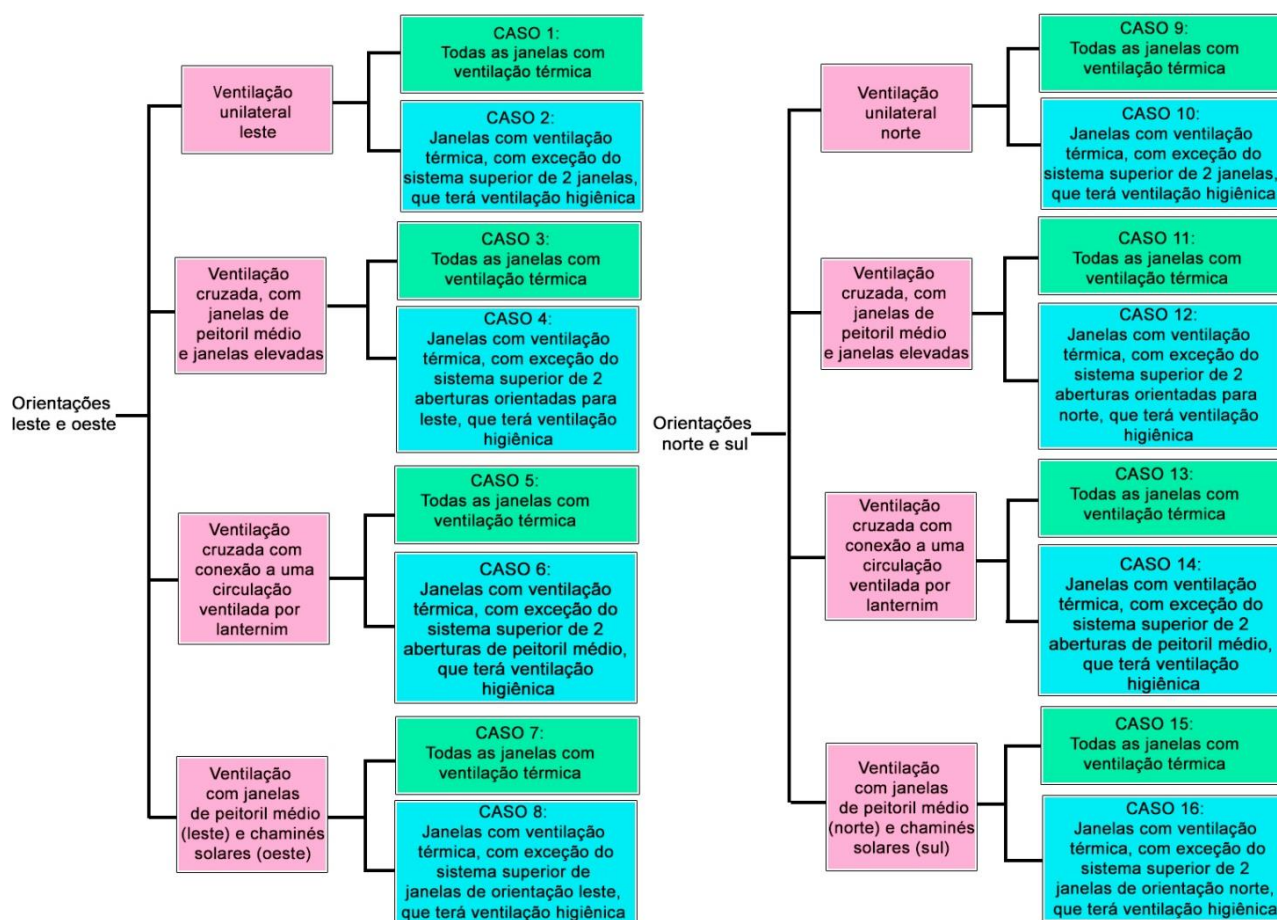 Orientações
leste e oeste
Ventilação
unilateral
leste
CASO 1:
Todas as janelas com
ventilação térmica
CASO 2:
Janelas com ventilação
térmica, com exceção do
sistema superior de 2 janelas,
que terá ventilação higiênica
Ventilação
cruzada, com
janelas de
peitoril médio
e janelas elevadas
CASO 3:
Todas as janelas com
ventilação térmica
CASO 4:
Janelas com ventilação
térmica, com exceção do
sistema superior de 2
aberturas orientadas para
leste, que terá ventilação
higiênica
Ventilação
cruzada com
conexão a uma
circulação
ventilada por
lanternim
CASO 5:
Todas as janelas com
ventilação térmica
CASO 6:
Janelas com ventilação
térmica, com exceção do
sistema superior de 2
aberturas de peitoril médio,
que terá ventilação
higiênica
Ventilação
com janelas
de peitoril médio
(leste) e chaminés
solares (oeste)
CASO 7:
Todas as janelas com
ventilação térmica
CASO 8:
Janelas com ventilação
térmica, com exceção do
sistema superior de
janelas de orientação leste,
que terá ventilação higiênica
Orientações
norte e sul
Ventilação
unilateral
norte
CASO 9:
Todas as janelas com
ventilação térmica
CASO 10:
Janelas com ventilação
térmica, com exceção do
sistema superior de 2 janelas,
que terá ventilação higiênica
Ventilação
cruzada, com
janelas de
peitoril médio
e janelas elevadas
CASO 11:
Todas as janelas com
ventilação térmica
CASO 12:
Janelas com ventilação
térmica, com exceção do
sistema superior de 2
aberturas orientadas para
norte, que terá ventilação
higiênica
Ventilação
cruzada com
conexão a uma
circulação
ventilada por
lanternim
CASO 13:
Todas as janelas com
ventilação térmica
CASO 14:
Janelas com ventilação
térmica, com exceção do
sistema superior de 2
aberturas de peitoril médio,
que terá ventilação
higiênica
Ventilação
com janelas
de peitoril médio
(norte) e chaminés
solares (sul)
CASO 15:
Todas as janelas com
ventilação térmica
CASO 16:
Janelas com ventilação
térmica, com exceção do
sistema superior de 2
janelas de orientação norte,
que terá ventilação higiênica